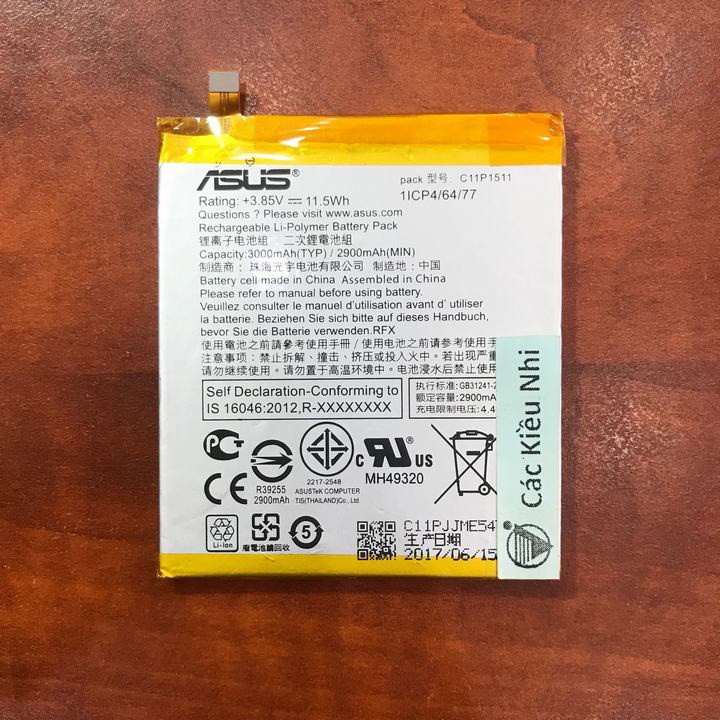 ASUS®
pack 型号: C11P1511
Rating: +3.85V ⎓ 11.5Wh
1ICP4/64/77
Questions ? Please visit www.asus.com
Rechargeable Li-Polymer Battery Pack
锂离子电池组 二次鋰電池組
Capacity:3000mAh(TYP) / 2900mAh(MIN)
制造商: 珠海光宇电池有限公司 制造地: 中国
Battery cell made in China Assembled in China
Please refer to manual before using battery.
Veuillez consulter le manuel d'utilisation avant d' utiliser
la batterie. Beziehen Sie sich bitte auf dieses Handbuch,
bevor Sie die Batterie verwenden.RFX
使用電池之前請參考使用手冊/使用电池之前请参考使用手
注意事项: 禁止拆解、撞击、挤压或投入火中。若出现严重
请勿继续使用。请勿置于高温环境中。电池浸水后禁止使
Self Declaration-Conforming to
IS 16046:2012,R-XXXXXXXX
执行标准: GB31241-2
额定容量: 2900mA
充电限制电压: 4.4
R39255
2900mAh
2217-2548
ASUSTeK COMPUTER
TIS(THAILAND)Co.,
c RU US
MH49320
CE
Li-ion
廢電池請回收
5
C11PJJME547
生产日期
2017/06/15
Các Kiều Nhi